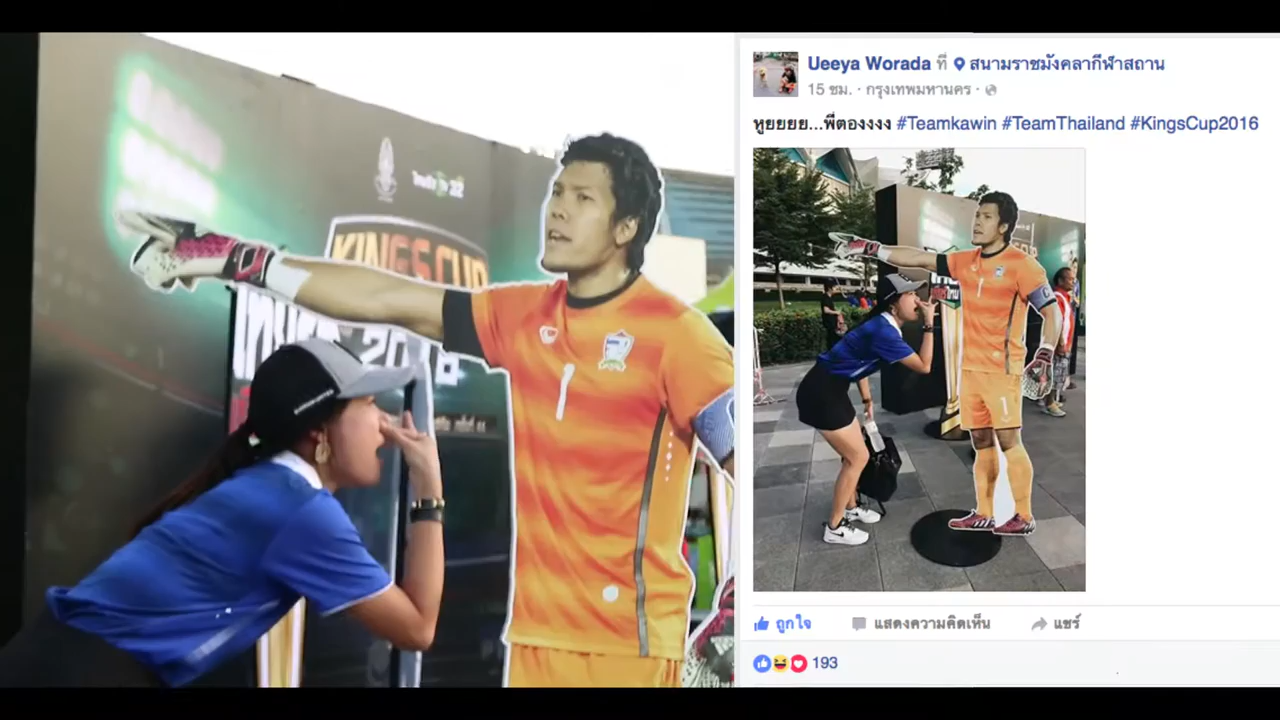 KINGS CUP
2016
1
Ueeya Worada ที่ สนามราชมังคลากีฬาสถาน
15 ชม. · กรุงเทพมหานคร ·
หูยยยย...พี่ตองงงง #Teamkawin #TeamThailand #KingsCup2016
1
1
ถูกใจ แสดงความคิดเห็น แชร์
193